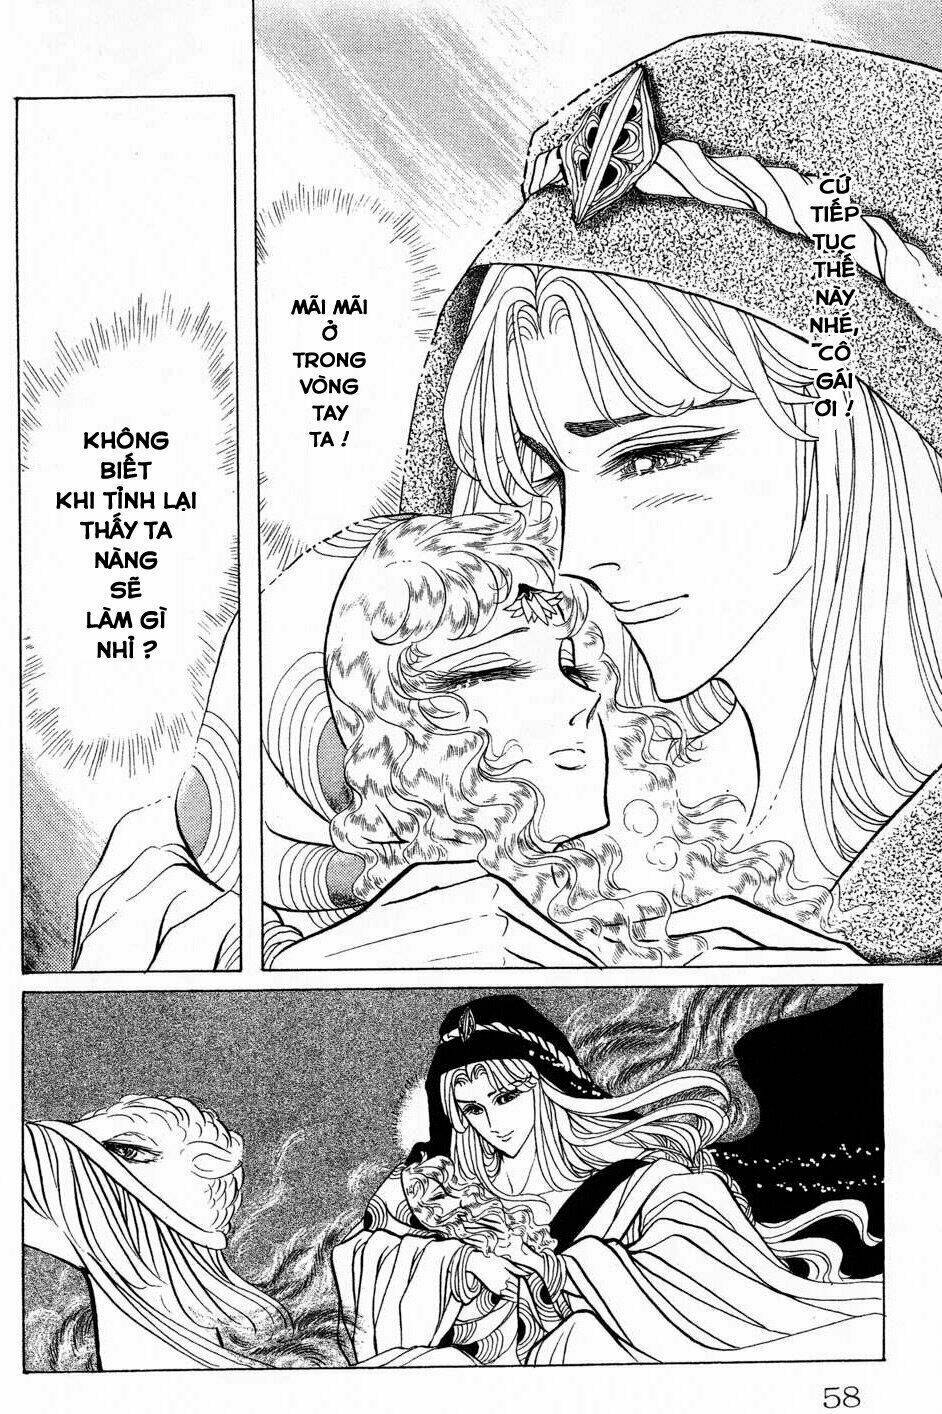 CỨ
TIẾP
TỤC
THẾ
NÀY
NHÉ,
CÔ
GÁI
ƠI !
MÃI MÃI
Ở
TRONG
VÒNG
TAY
TA !
KHÔNG
BIẾT
KHI TỈNH LẠI
THẤY TA
NÀNG
SẼ
LÀM GÌ
NHỈ ?
58